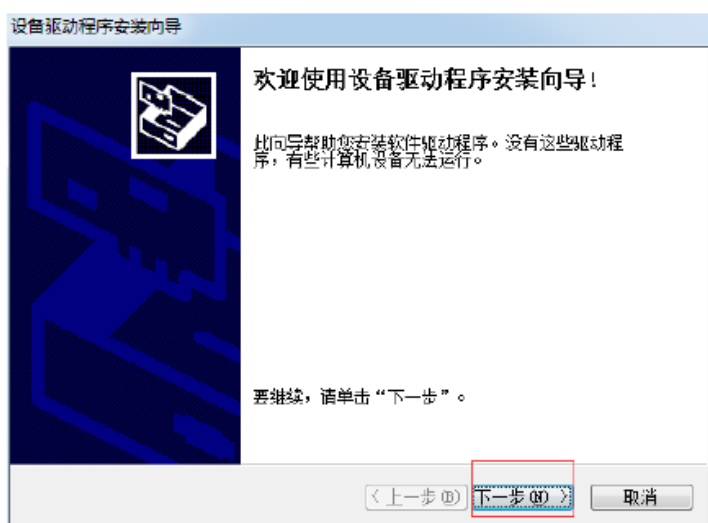 设备驱动程序安装向导
欢迎使用设备驱动程序安装向导!
此向导帮助您安装软件驱动程序。没有这些驱动程
序，有些计算机设备无法运行。
要继续，请单击“下一步”。
< 上一步(B) 下一步(N) > 取消